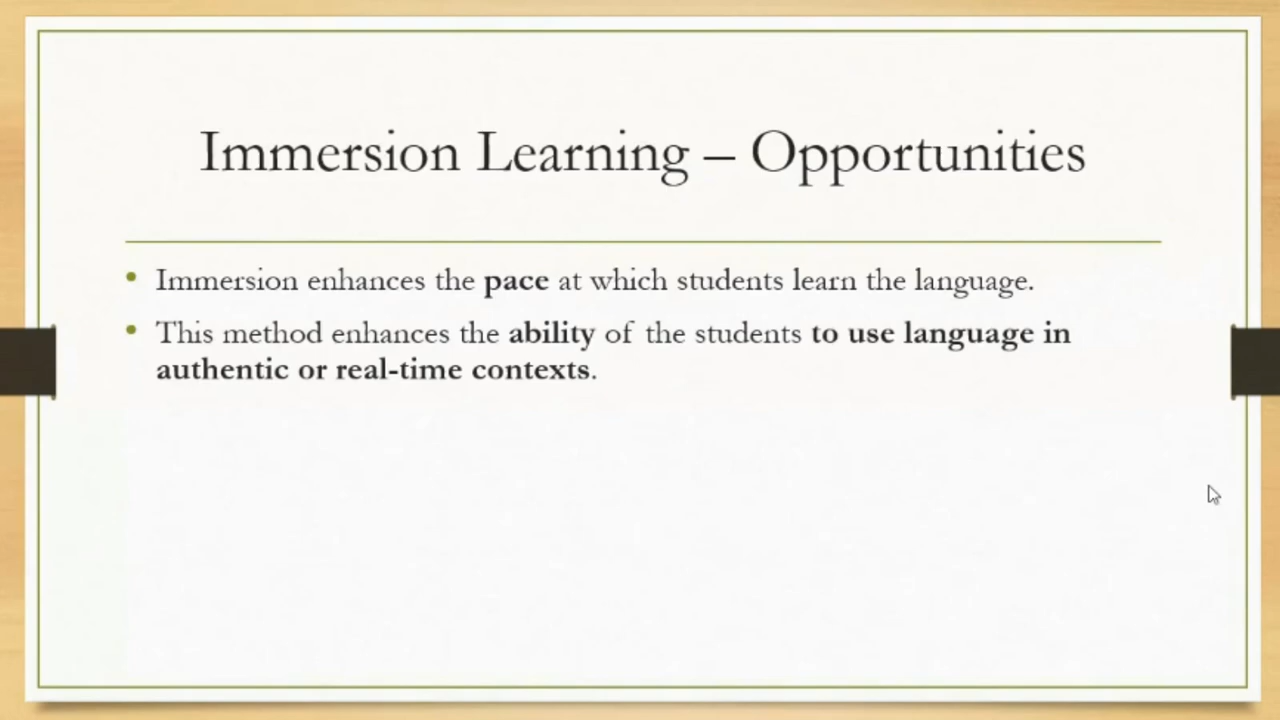 Immersion Learning – Opportunities
• Immersion enhances the pace at which students learn the language.
• This method enhances the ability of the students to use language in
authentic or real-time contexts.